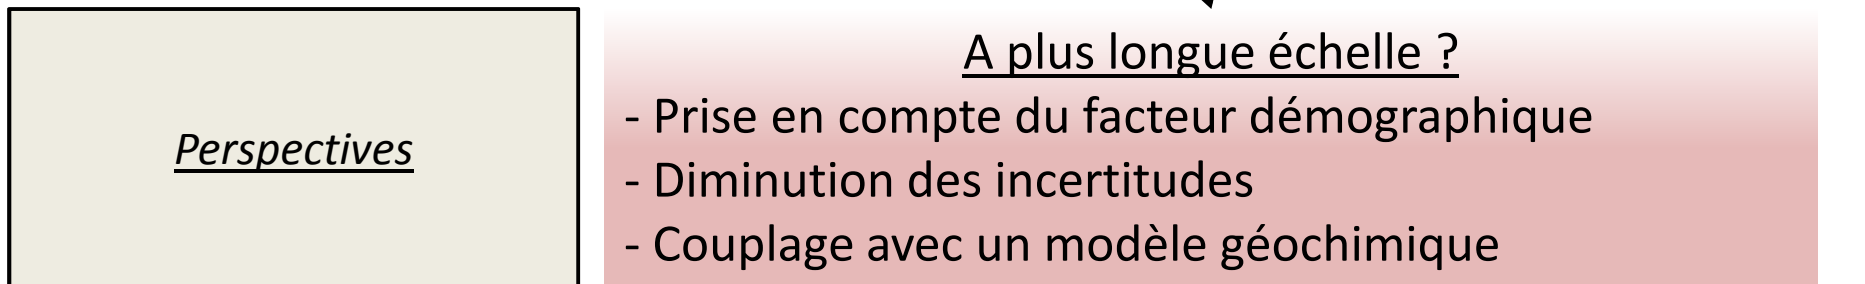 Perspectives
A plus longue échelle ?
- Prise en compte du facteur démographique
- Diminution des incertitudes
- Couplage avec un modèle géochimique